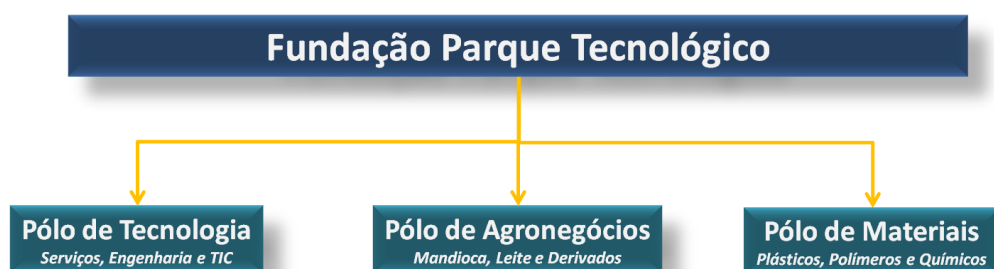 Fundação Parque Tecnológico
Pólo de Tecnologia
Serviços, Engenharia e TIC
Pólo de Agronegócios
Mandioca, Leite e Derivados
Pólo de Materiais
Plásticos, Polímeros e Químicos